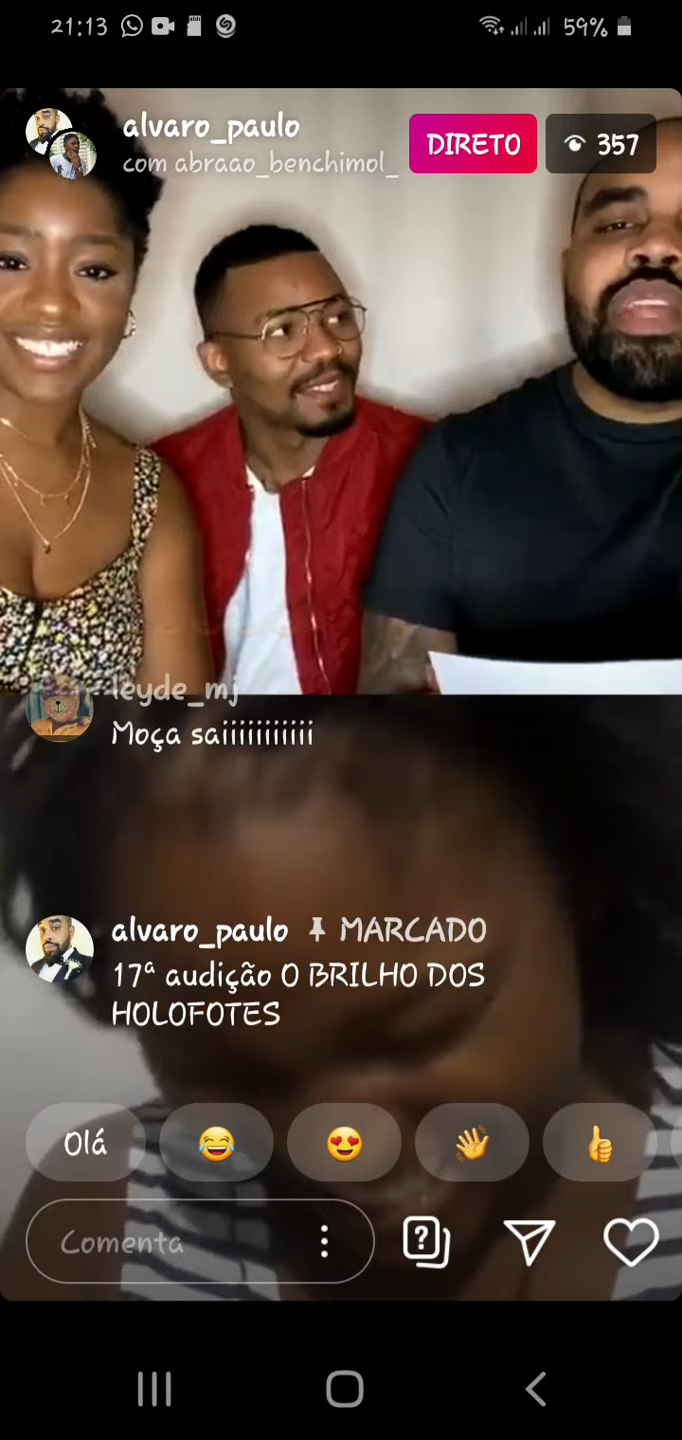 21:13
59%
alvaro_paulo
DIRETO
357
com abraao_benchimol_
leyde_mj
Moça saiiiiiiiiiii
alvaro_paulo MARCADO
17ª audição O BRILHO DOS
HOLOFOTES
Olá
Comenta